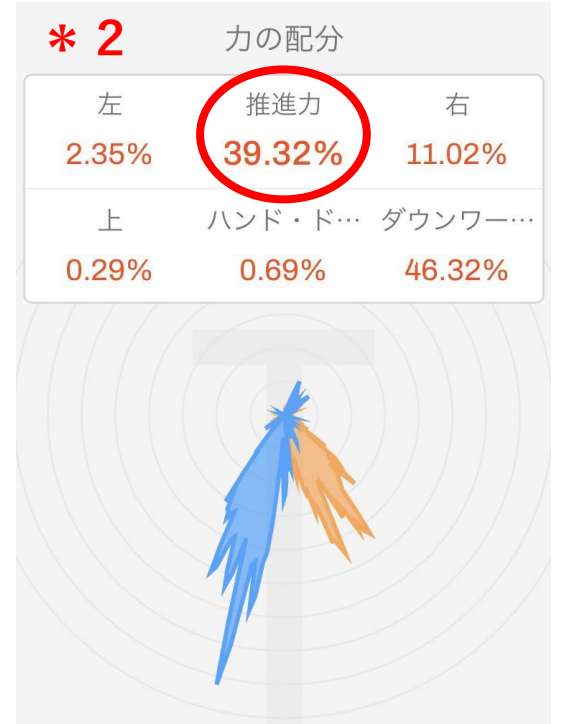 ＊2 力の配分
左 推進力 右
2.35% 39.32% 11.02%
上 ハンド・ド… ダウンワー…
0.29% 0.69% 46.32%